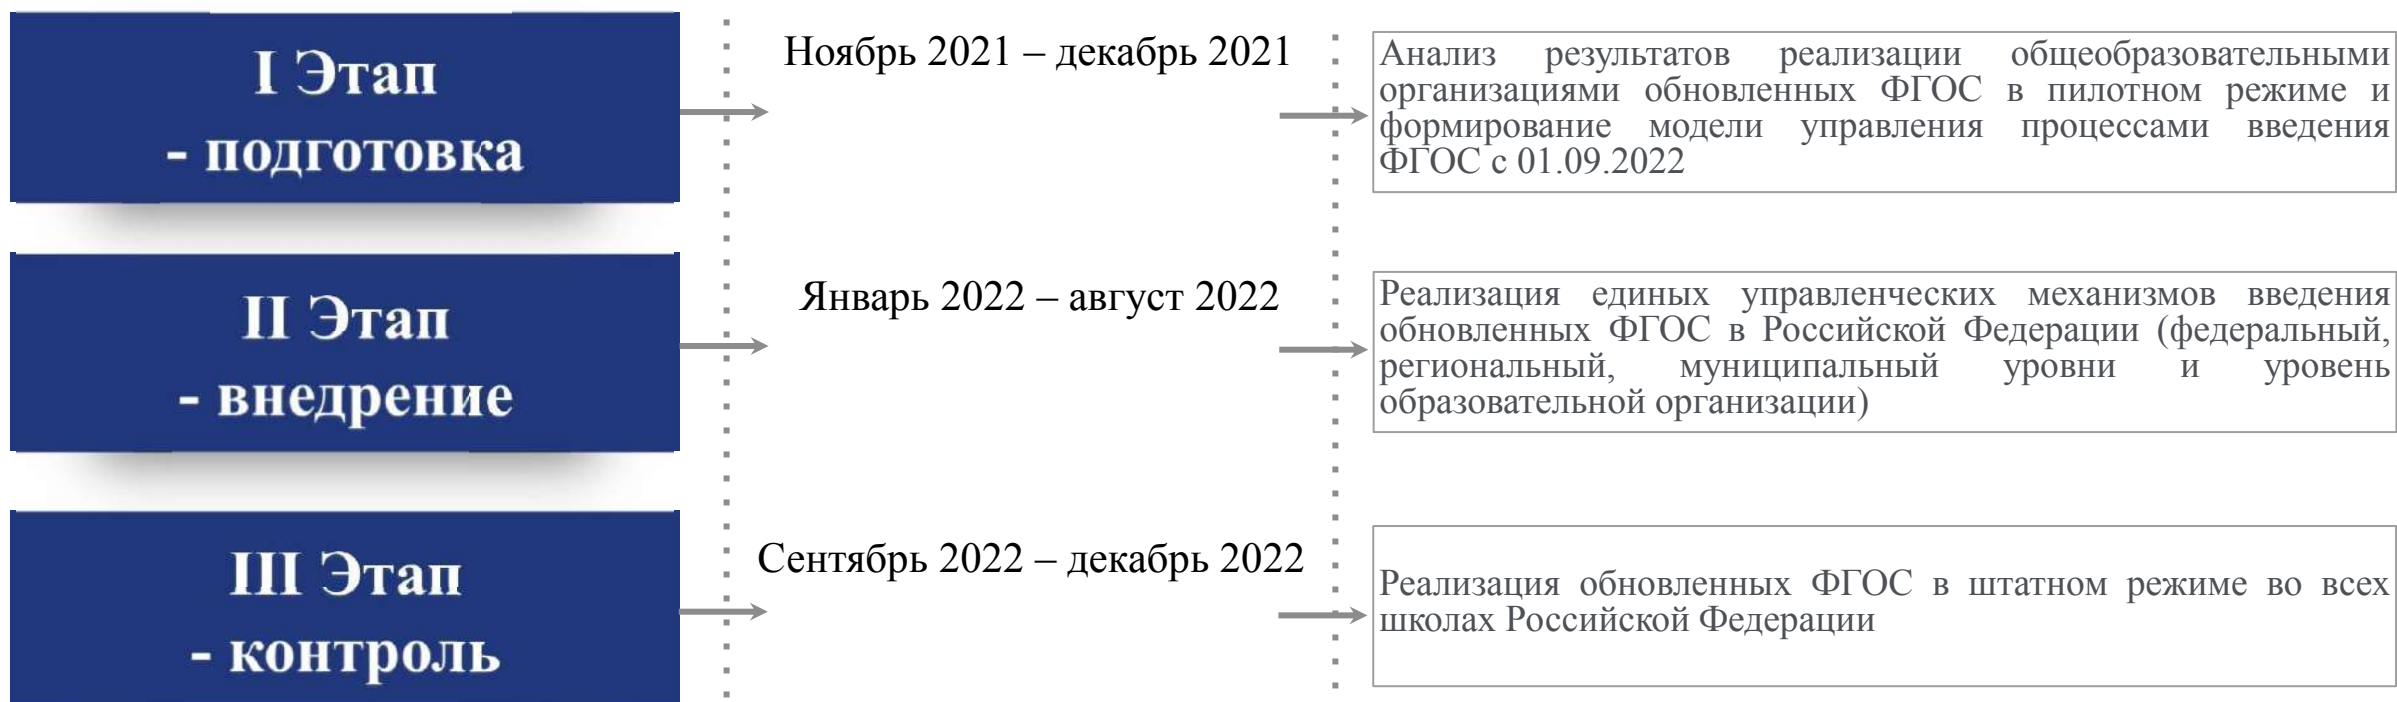 I Этап
- подготовка
Ноябрь 2021 – декабрь 2021
Анализ результатов реализации общеобразовательными
организациями обновленных ФГОС в пилотном режиме и
формирование модели управления процессами введения
ФГОС с 01.09.2022
II Этап
- внедрение
Январь 2022 – август 2022
Реализация единых управленческих механизмов введения
обновленных ФГОС в Российской Федерации (федеральный,
региональный, муниципальный уровни и уровень
образовательной организации)
III Этап
- контроль
Сентябрь 2022 – декабрь 2022
Реализация обновленных ФГОС в штатном режиме во всех
школах Российской Федерации